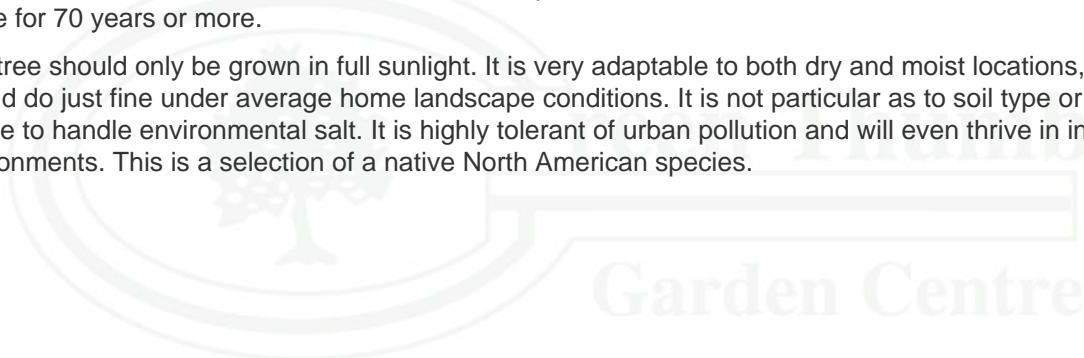 e for 70 years or more.
tree should only be grown in full sunlight. It is very adaptable to both dry and moist locations,
d do just fine under average home landscape conditions. It is not particular as to soil type or
e to handle environmental salt. It is highly tolerant of urban pollution and will even thrive in in
onments. This is a selection of a native North American species.
reen Thumb
Garden Centre